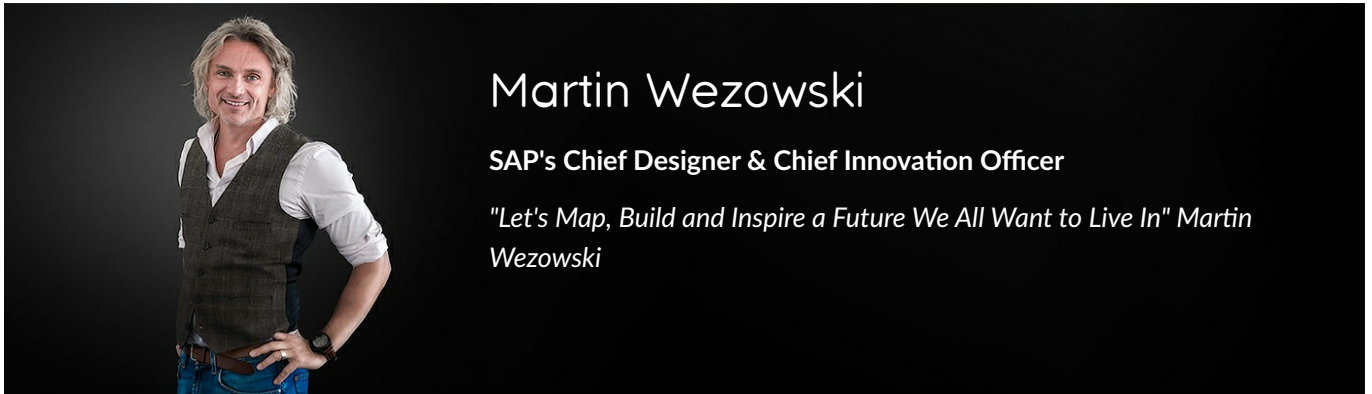 Martin Wezowski
SAP's Chief Designer & Chief Innovation Officer
"Let's Map, Build and Inspire a Future We All Want to Live In" Martin
Wezowski